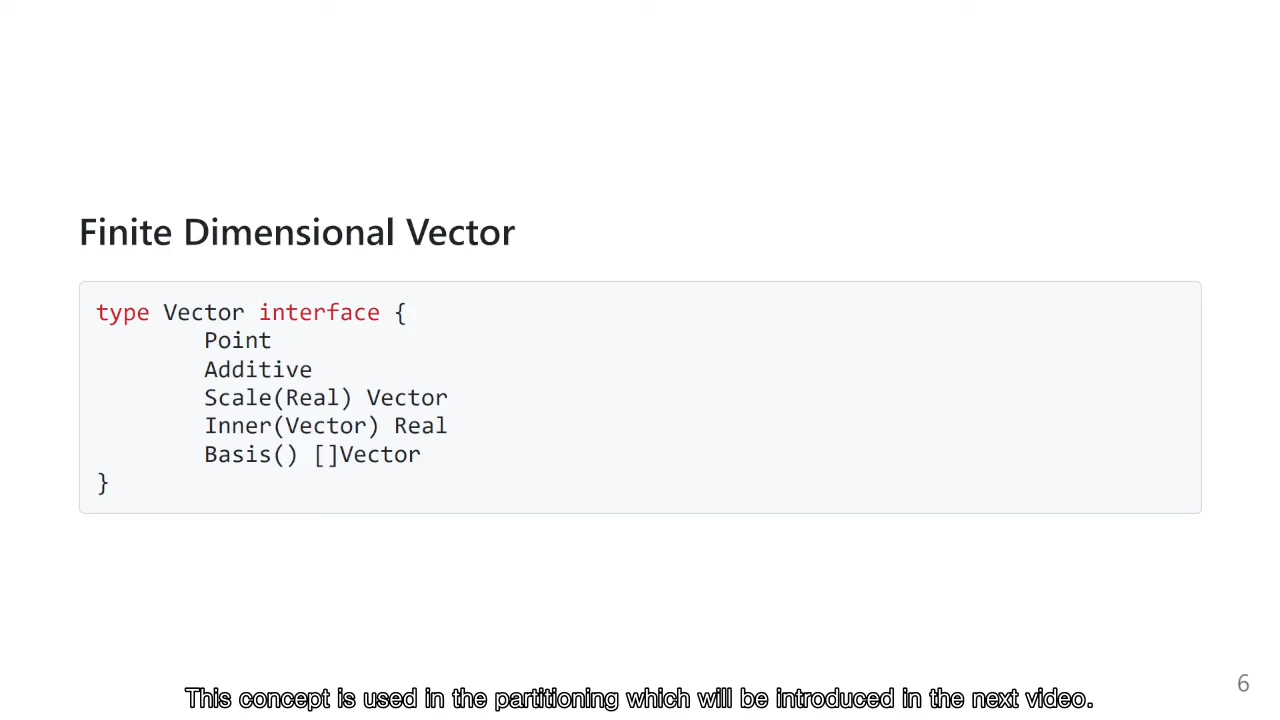 Finite Dimensional Vector
type Vector interface {
Point
Additive
Scale(Real) Vector
Inner(Vector) Real
Basis() []Vector
}
6
This concept is used in the partitioning which will be introduced in the next video.